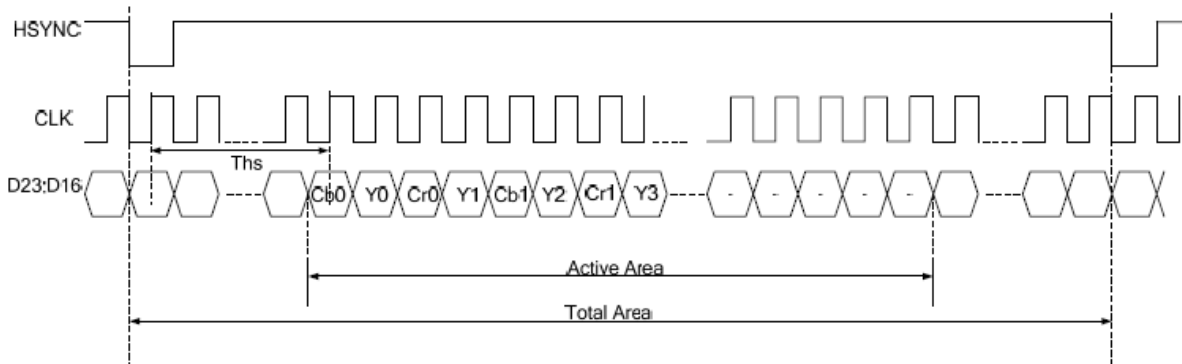 HSYNC
CLK
Ths
D23:D16
Cb0 Y0 Cr0 Y1 Cb1 Y2 Cr1 Y3 - - - - -
Active Area
Total Area